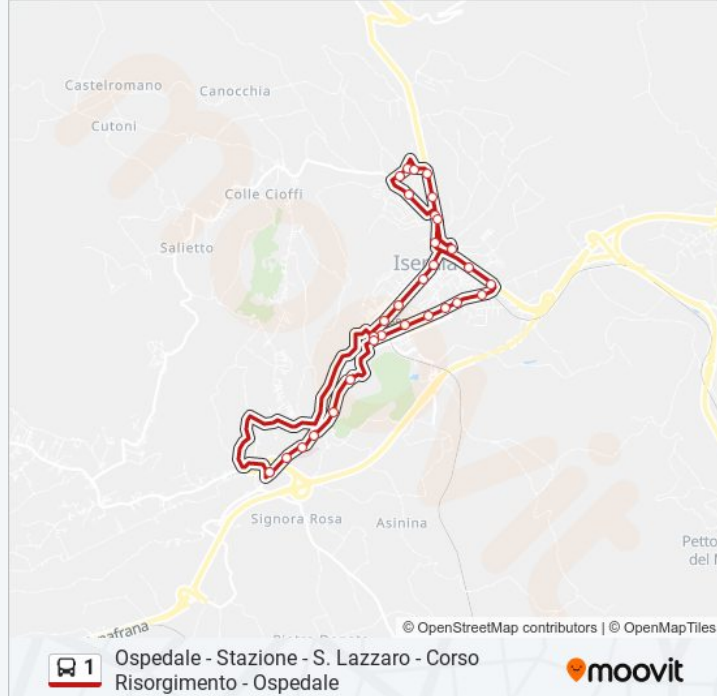 Castelromano
Canocchia
Cutoni
Colle Cioffi
Salietto
Signora Rosa
Asinina
Petto
del
© OpenStreetMap contributors | © OpenMapTiles
1
Ospedale - Stazione - S. Lazzaro - Corso
Risorgimento - Ospedale
moovit